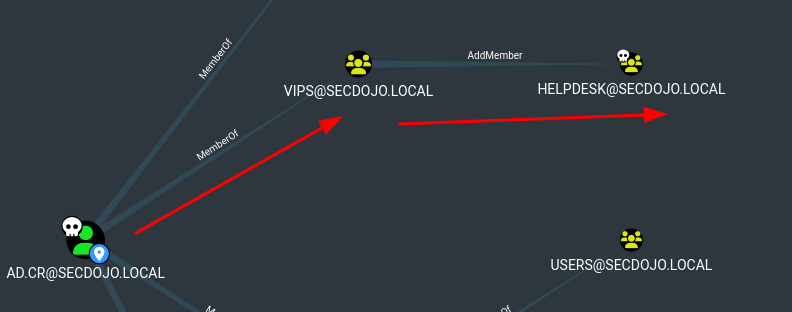 MemberOf
AddMember
VIPS@SECDOJO.LOCAL
HELPDESK@SECDOJO.LOCAL
MemberOf
AD.CR@SECDOJO.LOCAL
USERS@SECDOJO.LOCAL